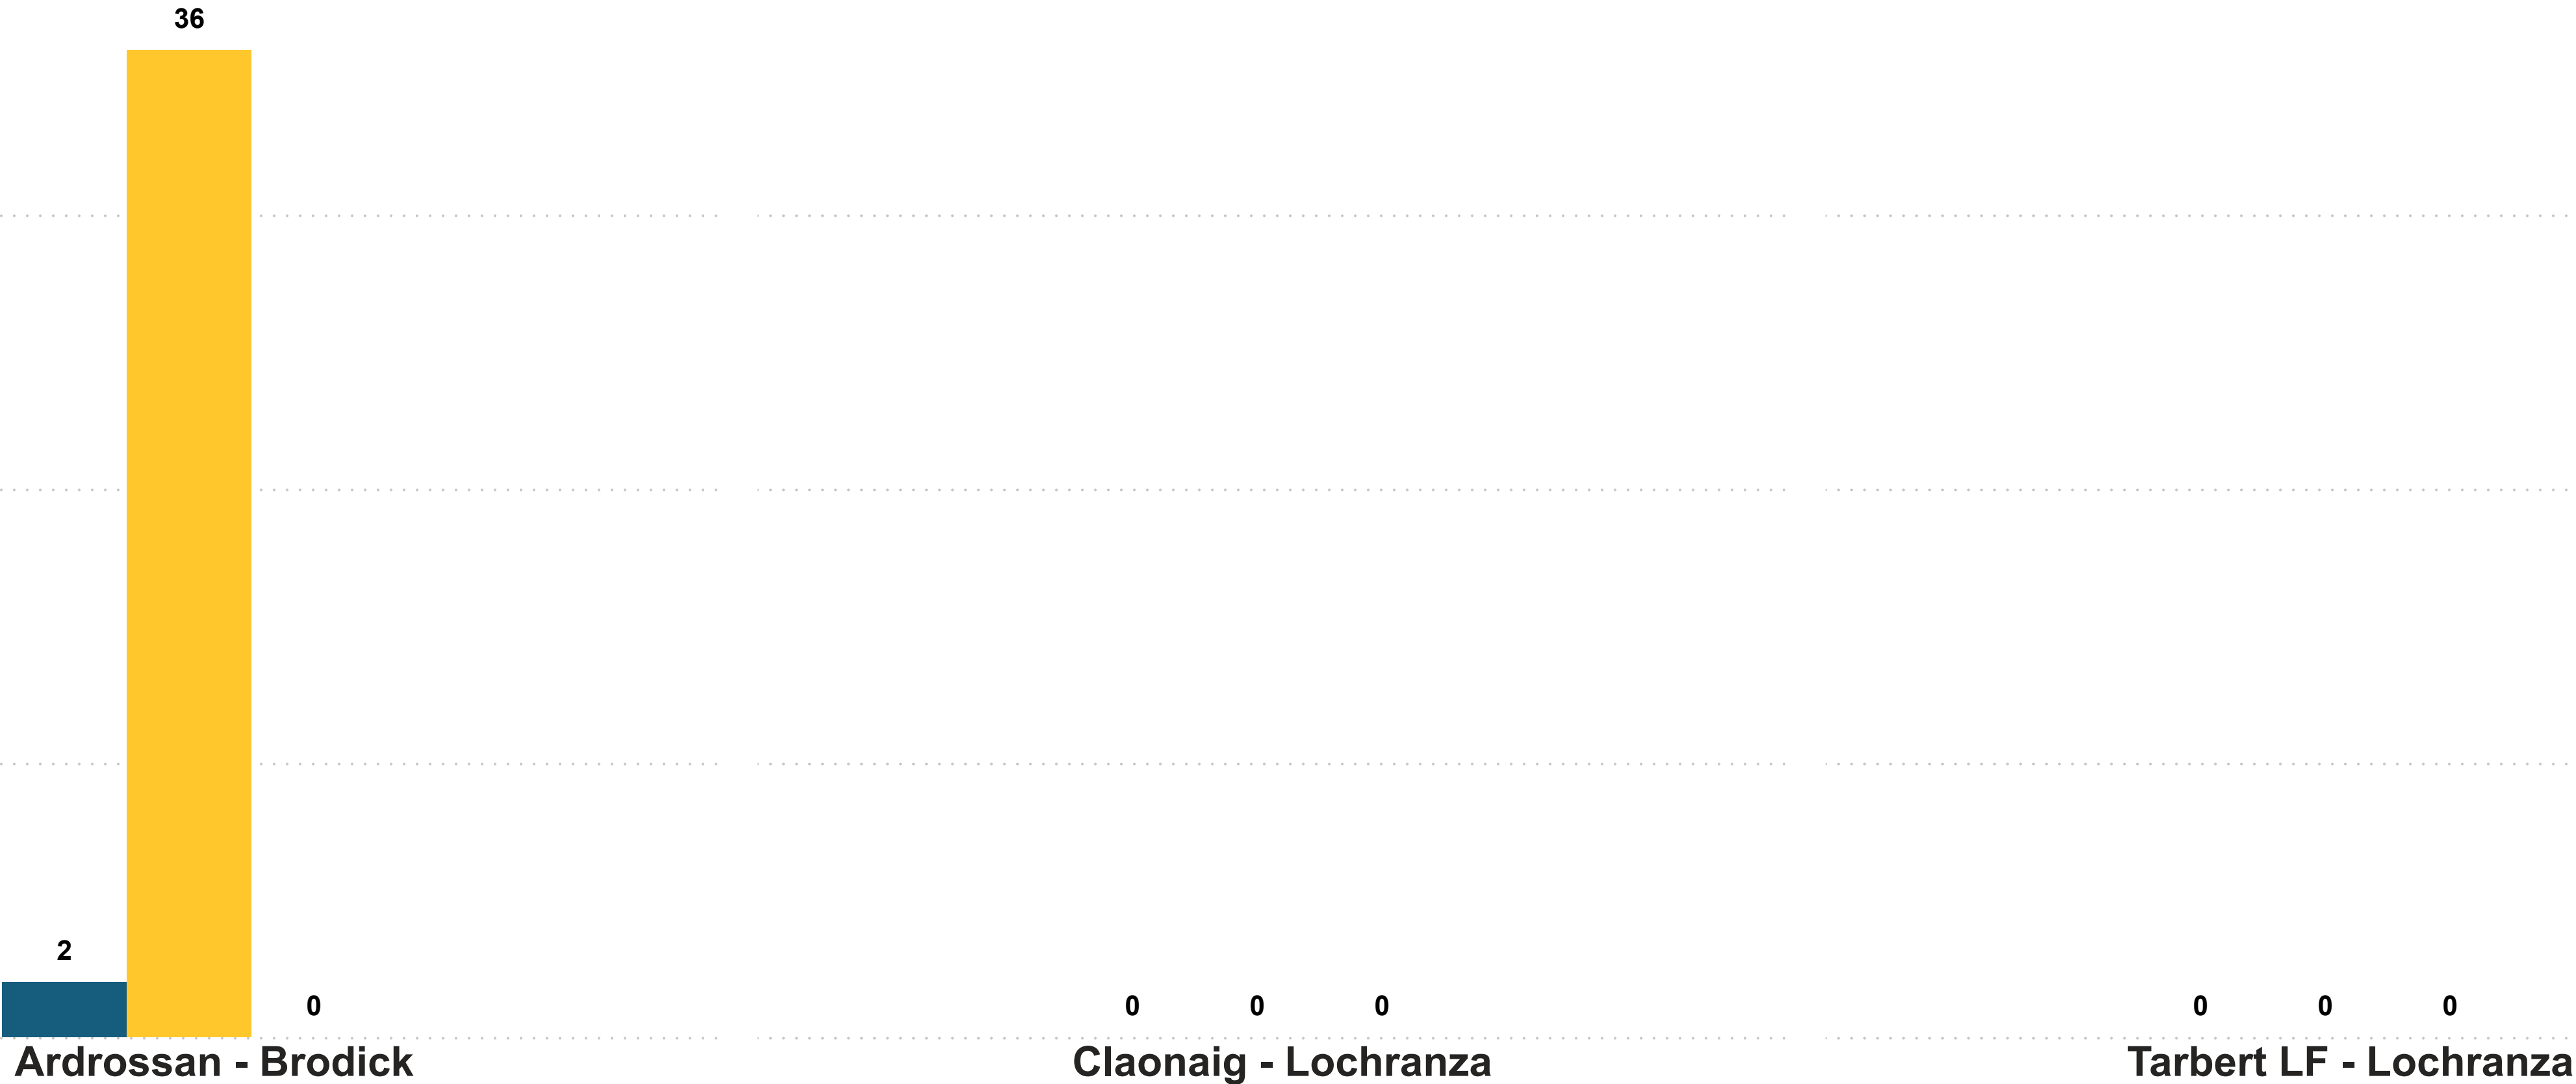 36
2
0
0 0 0
0 0 0
Ardrossan - Brodick
Claonaig - Lochranza
Tarbert LF - Lochranza